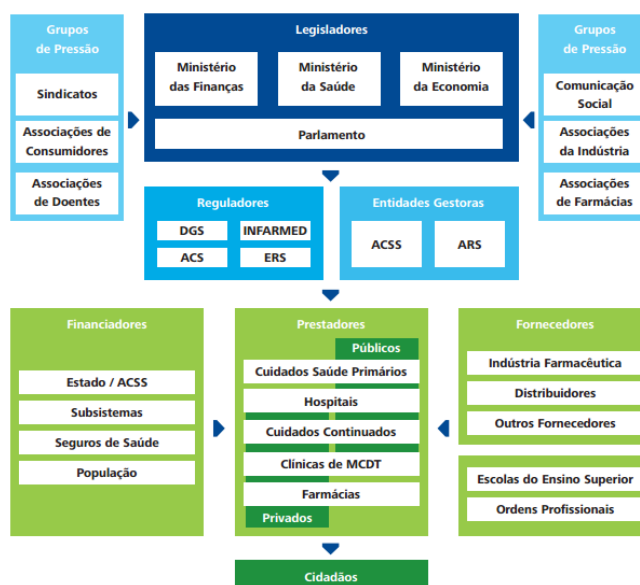 Grupos
de Pressão
Sindicatos
Associações de
Consumidores
Associações
de Doentes
Legisladores
Ministério
das Finanças
Ministério
da Saúde
Ministério
da Economia
Parlamento
Grupos
de Pressão
Comunicação
Social
Associações
da Indústria
Associações
de Farmácias
Reguladores
DGS
INFARMED
ACS
ERS
Entidades Gestoras
ACSS
ARS
Financiadores
Estado / ACSS
Subsistemas
Seguros de Saúde
População
Prestadores
Públicos
Cuidados Saúde Primários
Hospitais
Cuidados Continuados
Clínicas de MCDT
Farmácias
Privados
Fornecedores
Indústria Farmacêutica
Distribuidores
Outros Fornecedores
Escolas do Ensino Superior
Ordens Profissionais
Cidadãos